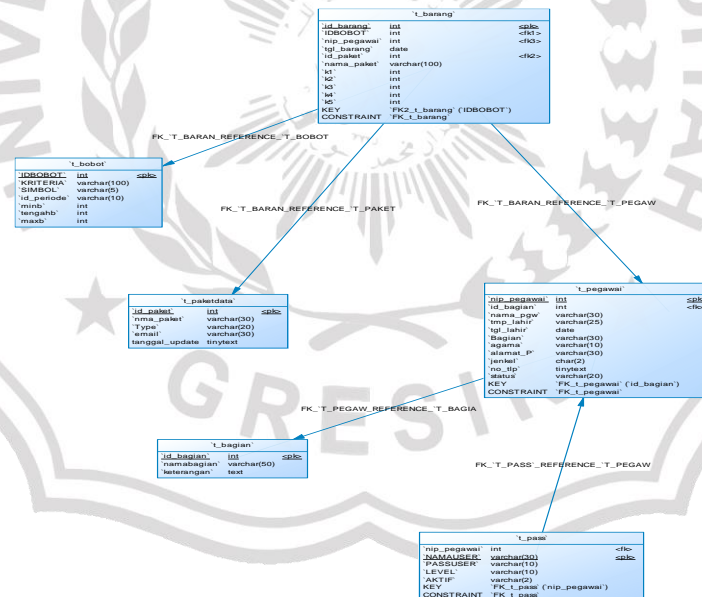 `t_barang`
`id_barang` int <pk>
`IDBOBOT` int <fk1>
`nip_pegawai` int <fk3>
`tgl_barang` date
`id_paket` int <fk2>
`nama_paket` varchar(100)
`k1` int
`k2` int
`k3` int
`k4` int
`k5` int
KEY `FK2_t_barang` (`IDBOBOT`)
CONSTRAINT `FK_t_barang`
FK_`T_BARAN_REFERENCE_`T_BOBOT
`t_bobot`
`IDBOBOT` int <pk>
`KRITERIA` varchar(100)
`SIMBOL` varchar(5)
`id_periode` varchar(10)
`minb` int
`tengahb` int
`maxb` int
FK_`T_BARAN_REFERENCE_`T_PAKET
FK_`T_BARAN_REFERENCE_`T_PEGAW
`t_paketdata`
`id_paket` int <pk>
`nma_paket` varchar(30)
`Type` varchar(20)
`email` varchar(30)
tanggal_update tinytext
`t_pegawai`
`nip_pegawai` int <pk>
`id_bagian` int <fk>
`nama_pgw` varchar(30)
`tmp_lahir` varchar(25)
`tgl_lahir` date
`Bagian` varchar(30)
`agama` varchar(10)
`alamat_P` varchar(30)
`jenkel` char(2)
`no_tlp` tinytext
`status` varchar(20)
KEY `FK_t_pegawai` (`id_bagian`)
CONSTRAINT `FK_t_pegawai`
GRESI
FK_`T_PEGAW_REFERENCE_`T_BAGIA
`t_bagian`
`id_bagian` int <pk>
`namabagian` varchar(50)
`keterangan` text
FK_`T_PASS`_REFERENCE_`T_PEGAW
`t_pass`
`nip_pegawai` int <fk>
`NAMAUSER` varchar(30) <pk>
`PASSUSER` varchar(10)
`LEVEL` varchar(10)
`AKTIF` varchar(2)
KEY `FK_t_pass` (`nip_pegawai`)
CONSTRAINT `FK_t_pass`